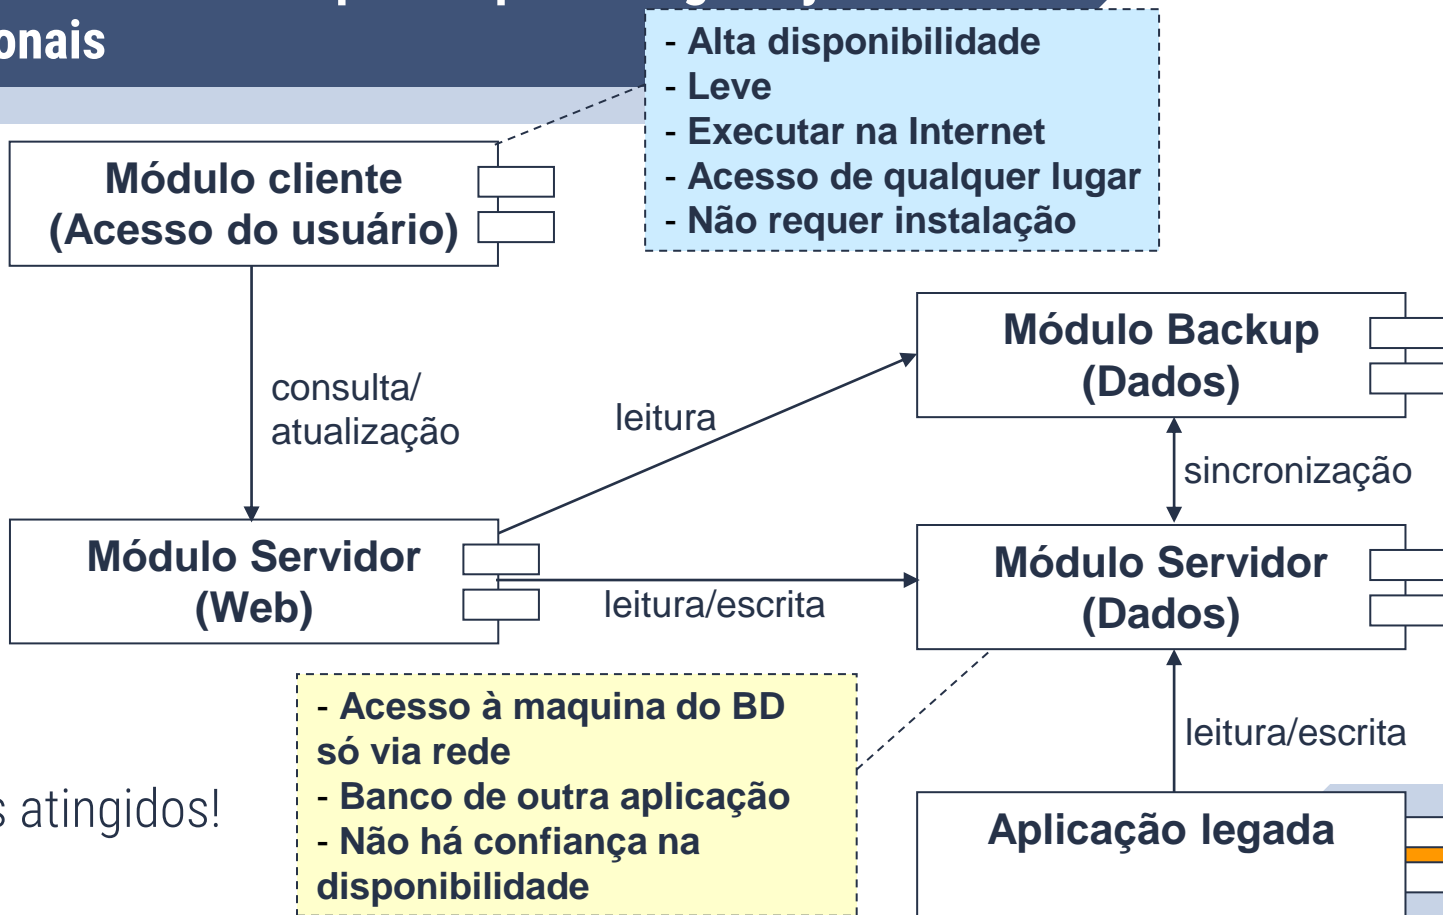 onais
- Alta disponibilidade
- Leve
- Executar na Internet
- Acesso de qualquer lugar
- Não requer instalação
Módulo cliente
(Acesso do usuário)
Módulo Backup
(Dados)
consulta/
atualização
leitura
sincronização
Módulo Servidor
(Web)
leitura/escrita
Módulo Servidor
(Dados)
- Acesso à maquina do BD
só via rede
- Banco de outra aplicação
- Não há confiança na
disponibilidade
leitura/escrita
s atingidos!
Aplicação legada